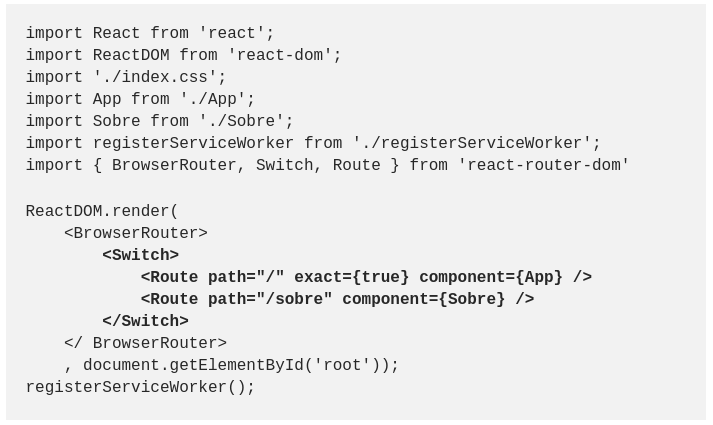 import React from 'react';
import ReactDOM from 'react-dom';
import './index.css';
import App from './App';
import Sobre from './Sobre';
import registerServiceWorker from './registerServiceWorker';
import { BrowserRouter, Switch, Route } from 'react-router-dom'

ReactDOM.render(
    <BrowserRouter>
        <Switch>
            <Route path="/" exact={true} component={App} />
            <Route path="/sobre" component={Sobre} />
        </Switch>
    </ BrowserRouter>
    , document.getElementById('root'));
registerServiceWorker();